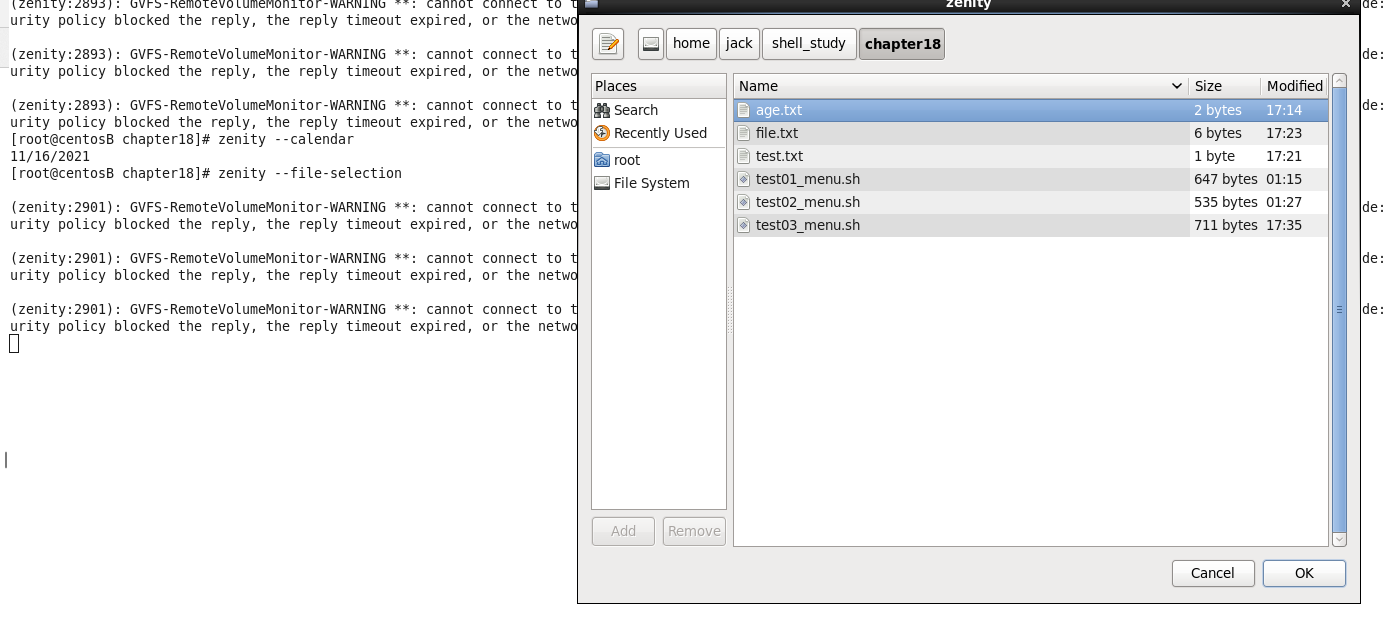 (zenity:2893): GVFS-RemoteVolumeMonitor-WARNING **: cannot connect to t
de:
urity policy blocked the reply, the reply timeout expired, or the netwo
(zenity:2893): GVFS-RemoteVolumeMonitor-WARNING **: cannot connect to t
de:
urity policy blocked the reply, the reply timeout expired, or the netwo
(zenity:2893): GVFS-RemoteVolumeMonitor-WARNING **: cannot connect to t
de:
urity policy blocked the reply, the reply timeout expired, or the netwo
[root@centosB chapter18]# zenity --calendar
11/16/2021
[root@centosB chapter18]# zenity --file-selection
(zenity:2901): GVFS-RemoteVolumeMonitor-WARNING **: cannot connect to t
de:
urity policy blocked the reply, the reply timeout expired, or the netwo
(zenity:2901): GVFS-RemoteVolumeMonitor-WARNING **: cannot connect to t
de:
urity policy blocked the reply, the reply timeout expired, or the netwo
(zenity:2901): GVFS-RemoteVolumeMonitor-WARNING **: cannot connect to t
de:
urity policy blocked the reply, the reply timeout expired, or the netwo
zenity
home jack shell_study chapter18
Places
Search
Recently Used
root
File System
Add Remove
Name Size Modified
age.txt 2 bytes 17:14
file.txt 6 bytes 17:23
test.txt 1 byte 17:21
test01_menu.sh 647 bytes 01:15
test02_menu.sh 535 bytes 01:27
test03_menu.sh 711 bytes 17:35
Cancel OK